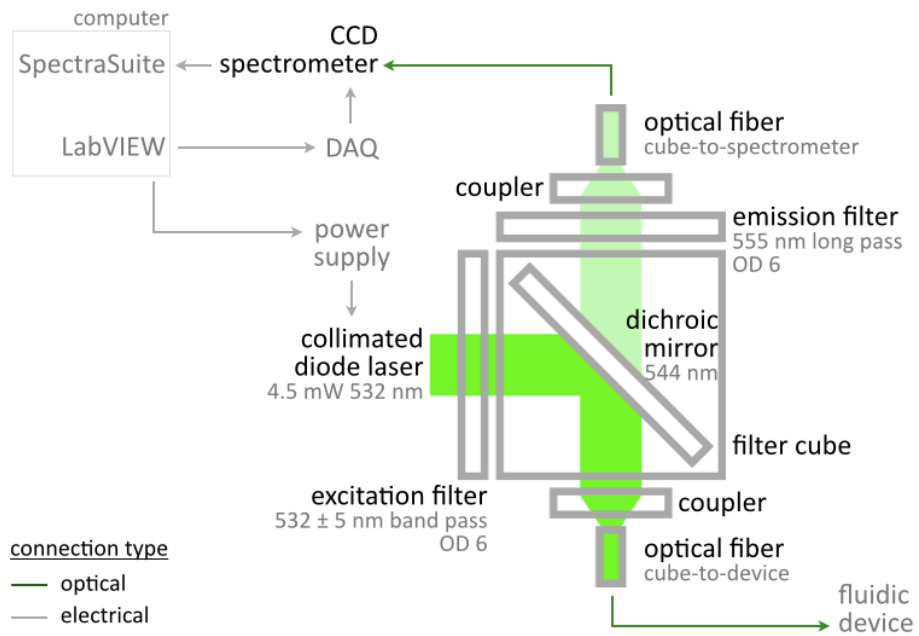 computer
SpectraSuite
LabVIEW
CCD
spectrometer
DAQ
power
supply
optical fiber
cube-to-spectrometer
coupler
emission filter
555 nm long pass
OD 6
dichroic
mirror
544 nm
collimated
diode laser
4.5 mW 532 nm
filter cube
excitation filter
532 ± 5 nm band pass
OD 6
coupler
optical fiber
cube-to-device
fluidic
device
connection type
optical
electrical